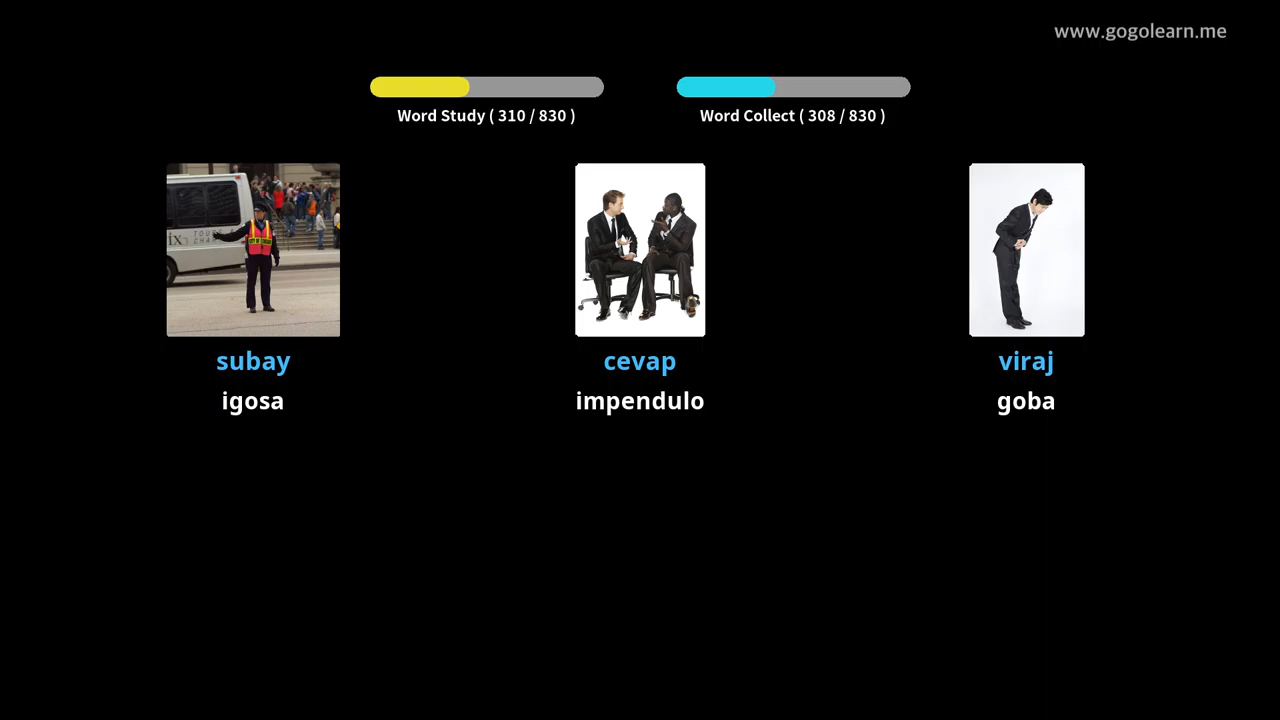 www.gogolearn.me
Word Study ( 310 / 830 )
Word Collect ( 308 / 830 )
subay
igosa
cevap
impendulo
viraj
goba